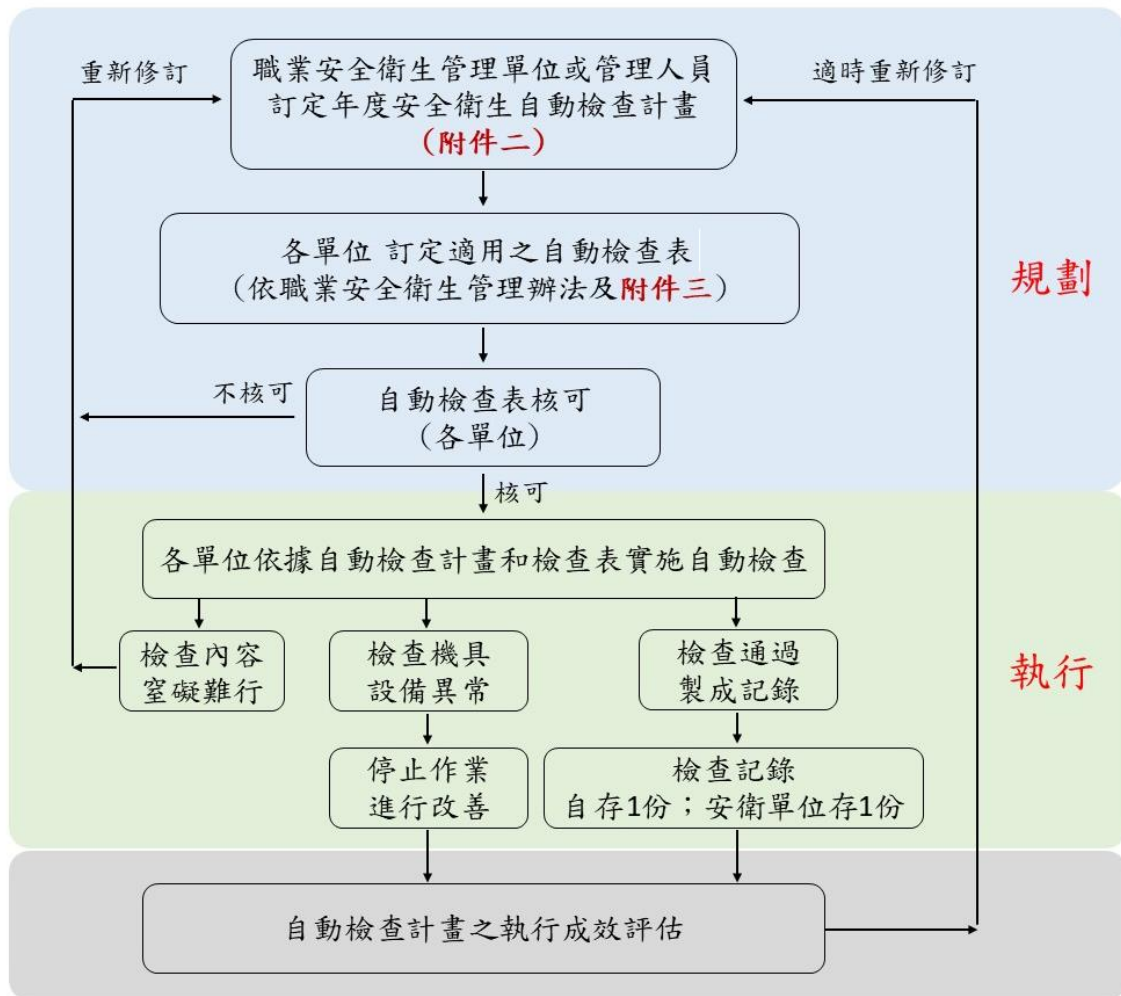 重新修訂
職業安全衛生管理單位或管理人員
訂定年度安全衛生自動檢查計畫
(附件二)
適時重新修訂
各單位 訂定適用之自動檢查表
(依職業安全衛生管理辦法及附件三)
規劃
不核可
自動檢查表核可
(各單位)
核可
各單位依據自動檢查計畫和檢查表實施自動檢查
檢查內容
窒礙難行
檢查機具
設備異常
檢查通過
製成記錄
執行
停止作業
進行改善
檢查記錄
自存1份；安衛單位存1份
自動檢查計畫之執行成效評估